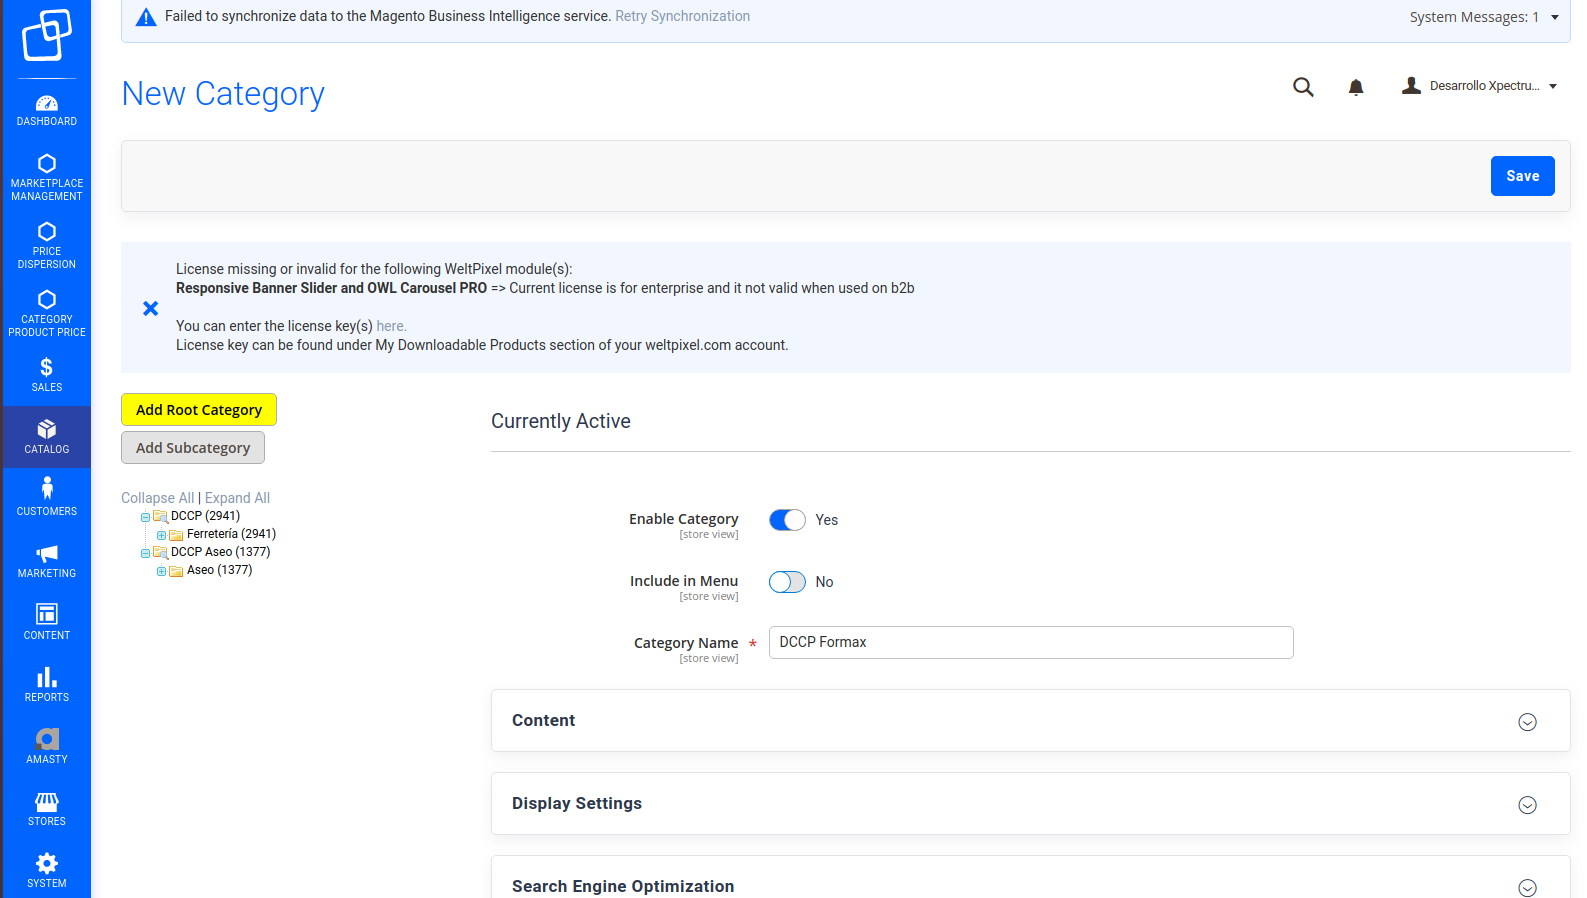 Failed to synchronize data to the Magento Business Intelligence service. Retry Synchronization
System Messages: 1
New Category
Desarrollo Xpectru...
Save
License missing or invalid for the following WeltPixel module(s):
Responsive Banner Slider and OWL Carousel PRO => Current license is for enterprise and it not valid when used on b2b
You can enter the license key(s) here.
License key can be found under My Downloadable Products section of your weltpixel.com account.
DASHBOARD
MARKETPLACE
MANAGEMENT
PRICE
DISPERSION
CATEGORY
PRODUCT PRICE
SALES
CATALOG
CUSTOMERS
MARKETING
CONTENT
REPORTS
AMASTY
STORES
SYSTEM
Add Root Category
Add Subcategory
Collapse All | Expand All
DCCP (2941)
Ferretería (2941)
DCCP Aseo (1377)
Aseo (1377)
Currently Active
Enable Category
[store view]
Yes
Include in Menu
[store view]
No
Category Name *
[store view]
DCCP Formax
Content
Display Settings
Search Engine Optimization